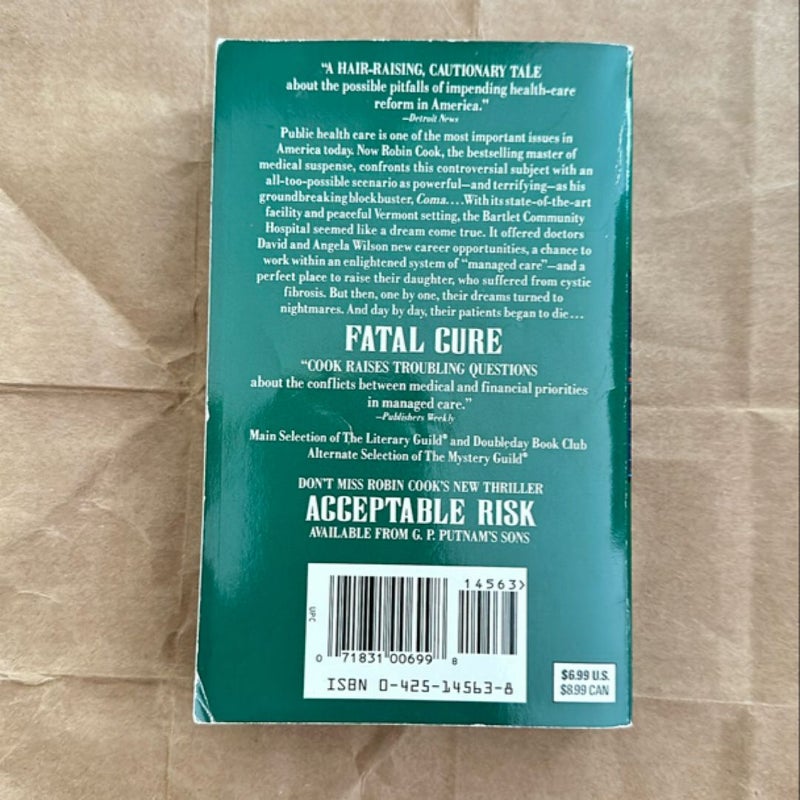 “A HAIR-RAISING, CAUTIONARY TALE
about the possible pitfalls of impending health-care
reform in America.”
—Detroit News
Public health care is one of the most important issues in
America today. Now Robin Cook, the bestselling master of
medical suspense, confronts this controversial subject with an
all-too-possible scenario as powerful—and terrifying—as his
groundbreaking blockbuster, Coma. . . . With its state-of-the-art
facility and peaceful Vermont setting, the Bartlet Community
Hospital seemed like a dream come true. It offered doctors
David and Angela Wilson new career opportunities, a chance to
work within an enlightened system of “managed care”—and a
perfect place to raise their daughter, who suffered from cystic
fibrosis. But then, one by one, their dreams turned to
nightmares. And day by day, their patients began to die . . .
FATAL CURE
“COOK RAISES TROUBLING QUESTIONS
about the conflicts between medical and financial priorities
in managed care.”
—Publishers Weekly
Main Selection of The Literary Guild® and Doubleday Book Club
Alternate Selection of The Mystery Guild®
DON’T MISS ROBIN COOK’S NEW THRILLER
ACCEPTABLE RISK
AVAILABLE FROM G. P. PUTNAM’S SONS
14563>
UPC
0 71831 00699 8
ISBN 0-425-14563-8
$6.99 U.S.
$8.99 CAN